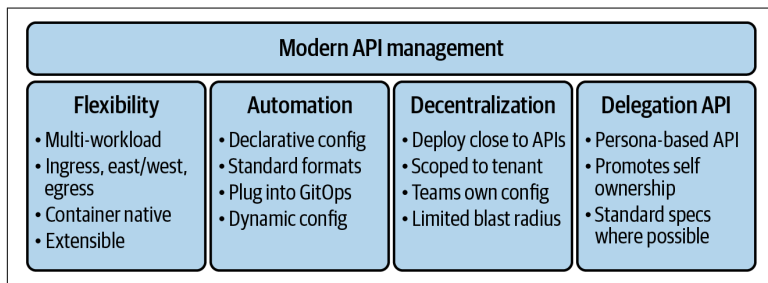 Modern API management
Flexibility
• Multi-workload
• Ingress, east/west,
egress
• Container native
• Extensible
Automation
• Declarative config
• Standard formats
• Plug into GitOps
• Dynamic config
Decentralization
• Deploy close to APIs
• Scoped to tenant
• Teams own config
• Limited blast radius
Delegation API
• Persona-based API
• Promotes self
ownership
• Standard specs
where possible